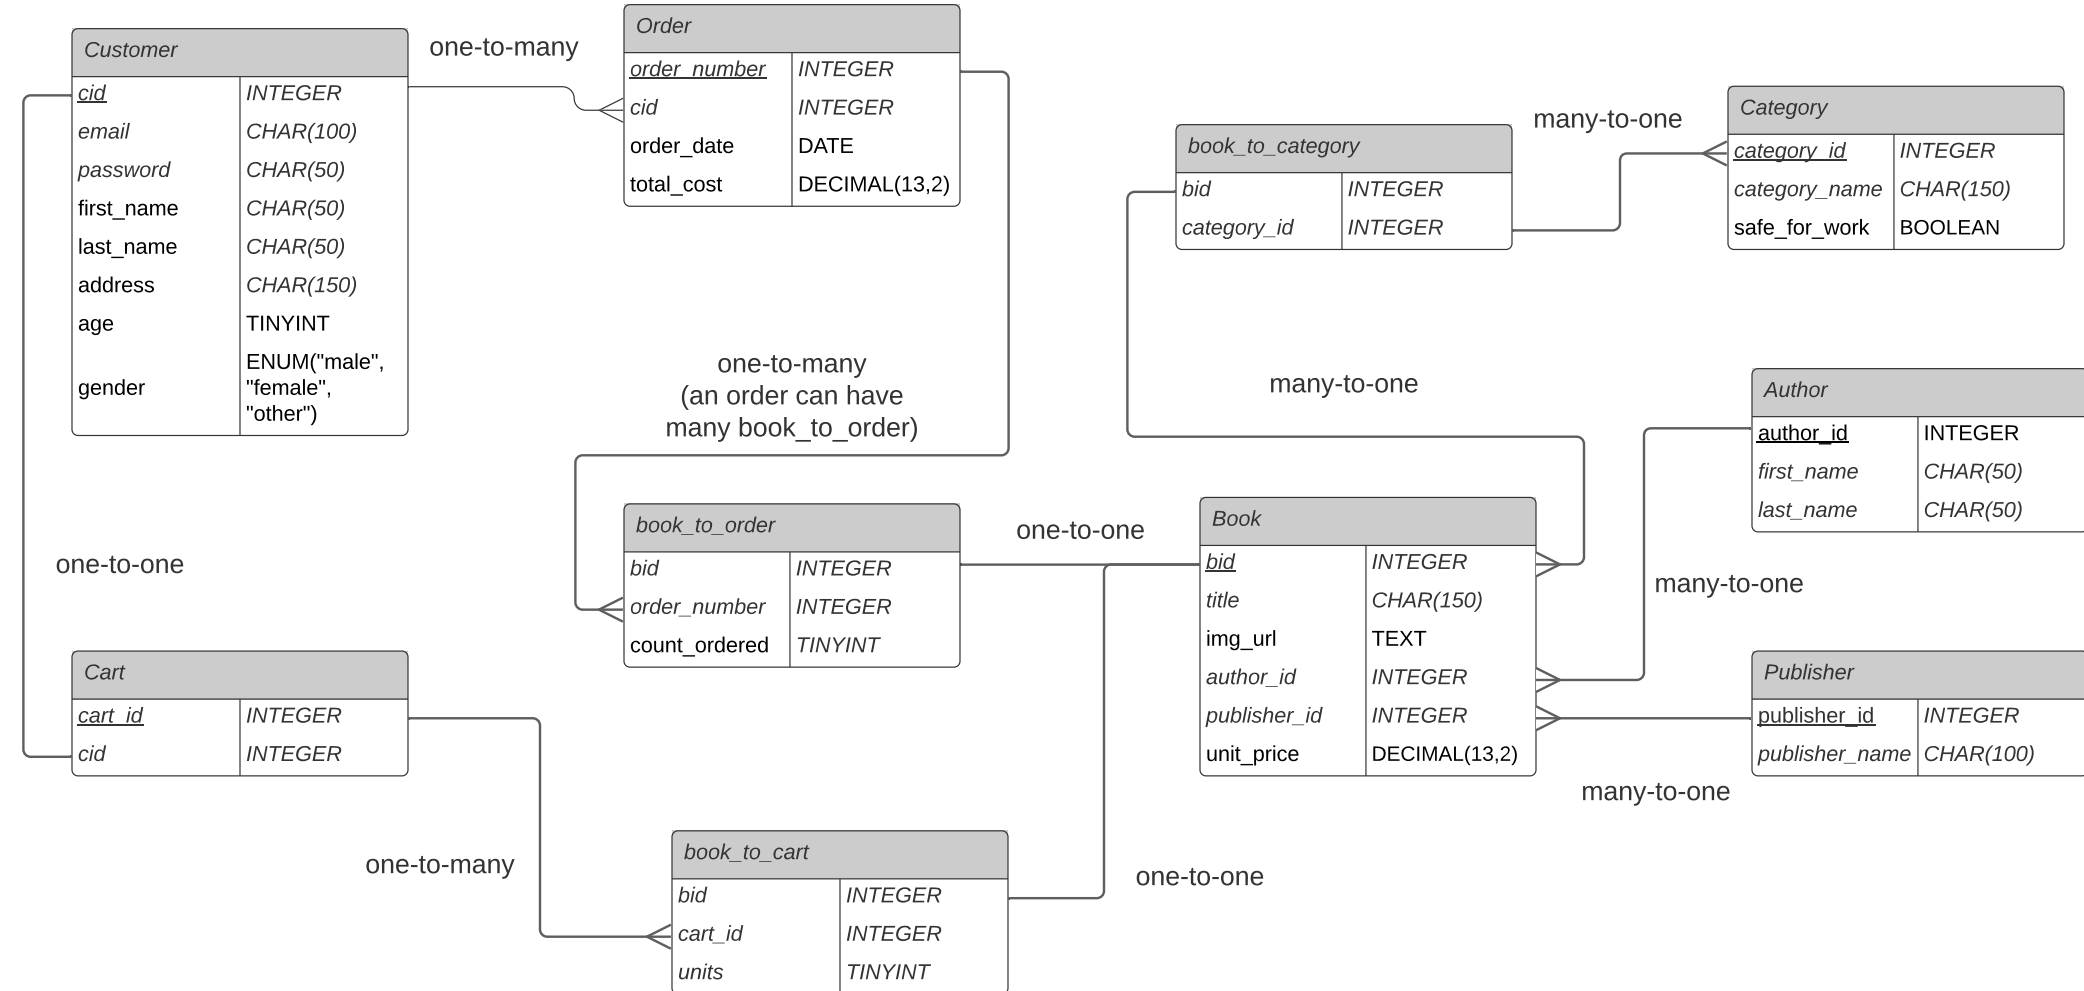 Customer
cid INTEGER
email CHAR(100)
password CHAR(50)
first_name CHAR(50)
last_name CHAR(50)
address CHAR(150)
age TINYINT
gender ENUM("male",
"female",
"other")
one-to-many
Order
order_number INTEGER
cid INTEGER
order_date DATE
total_cost DECIMAL(13,2)
book_to_category
bid INTEGER
category_id INTEGER
many-to-one
Category
category_id INTEGER
category_name CHAR(150)
safe_for_work BOOLEAN
one-to-many
(an order can have
many book_to_order)
many-to-one
Author
author_id INTEGER
first_name CHAR(50)
last_name CHAR(50)
one-to-one
book_to_order
bid INTEGER
order_number INTEGER
count_ordered TINYINT
one-to-one
Book
bid INTEGER
title CHAR(150)
img_url TEXT
author_id INTEGER
publisher_id INTEGER
unit_price DECIMAL(13,2)
many-to-one
Publisher
publisher_id INTEGER
publisher_name CHAR(100)
many-to-one
Cart
cart_id INTEGER
cid INTEGER
one-to-many
book_to_cart
bid INTEGER
cart_id INTEGER
units TINYINT
one-to-one